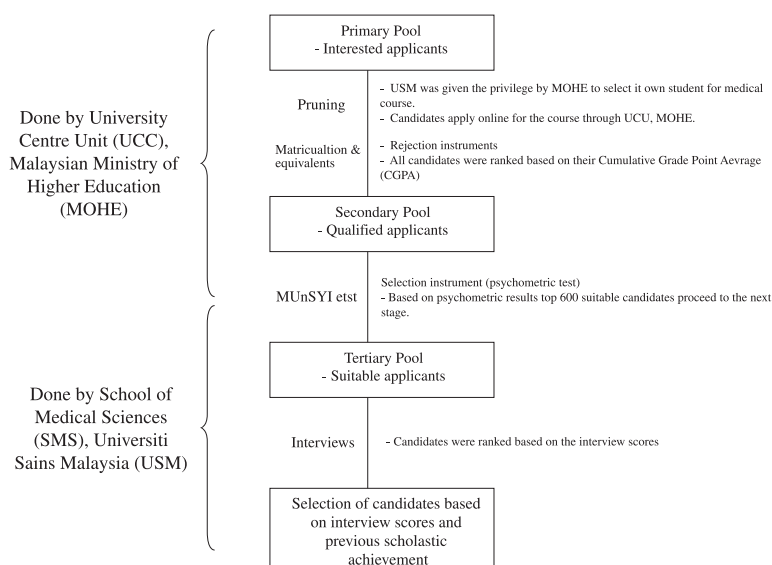 Primary Pool
- Interested applicants
Pruning
- USM was given the privilege by MOHE to select it own student for medical
course.
- Candidates apply online for the course through UCU, MOHE.
Done by University
Centre Unit (UCC),
Malaysian Ministry of
Higher Education
(MOHE)
Matricualtion &
equivalents
- Rejection instruments
- All candidates were ranked based on their Cumulative Grade Point Aevrage
(CGPA)
Secondary Pool
- Qualified applicants
MUnSYI etst
Selection instrument (psychometric test)
- Based on psychometric results top 600 suitable candidates proceed to the next
stage.
Tertiary Pool
- Suitable applicants
Done by School of
Medical Sciences
(SMS), Universiti
Sains Malaysia (USM)
Interviews
- Candidates were ranked based on the interview scores
Selection of candidates based
on interview scores and
previous scholastic
achievement